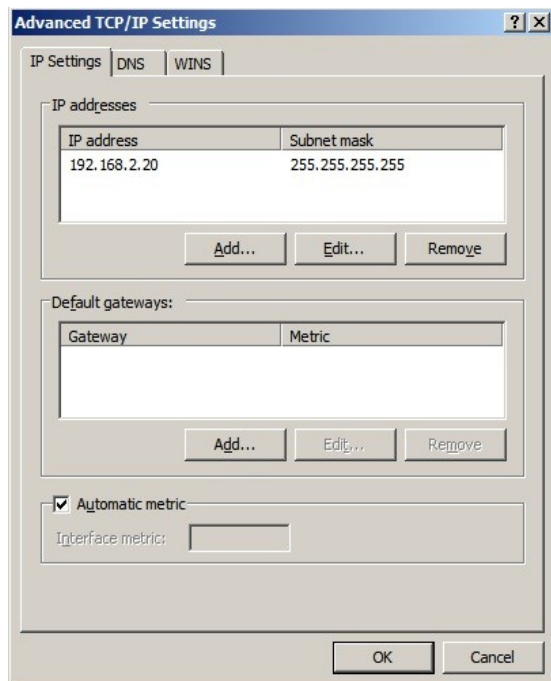 Advanced TCP/IP Settings ? X
IP Settings DNS WINS
IP addresses
IP address Subnet mask
192.168.2.20 255.255.255.255
Add... Edit... Remove
Default gateways:
Gateway Metric
Add... Edit... Remove
Automatic metric
Interface metric:
OK Cancel